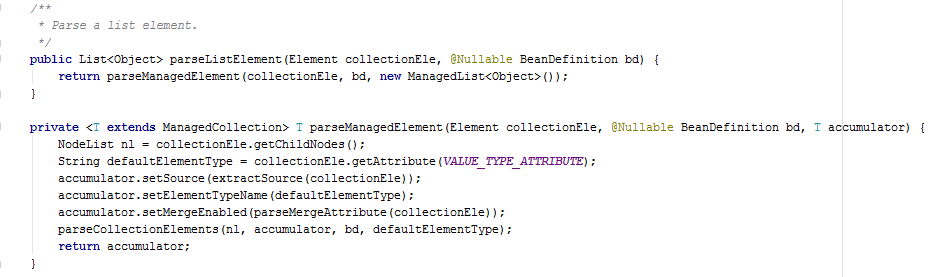 /**
 * Parse a list element.
 */
public List<Object> parseListElement(Element collectionEle, @Nullable BeanDefinition bd) {
    return parseManagedElement(collectionEle, bd, new ManagedList<Object>());
}

private <T extends ManagedCollection> T parseManagedElement(Element collectionEle, @Nullable BeanDefinition bd, T accumulator) {
    NodeList nl = collectionEle.getChildNodes();
    String defaultElementType = collectionEle.getAttribute(VALUE_TYPE_ATTRIBUTE);
    accumulator.setSource(extractSource(collectionEle));
    accumulator.setElementTypeName(defaultElementType);
    accumulator.setMergeEnabled(parseMergeAttribute(collectionEle));
    parseCollectionElements(nl, accumulator, bd, defaultElementType);
    return accumulator;
}